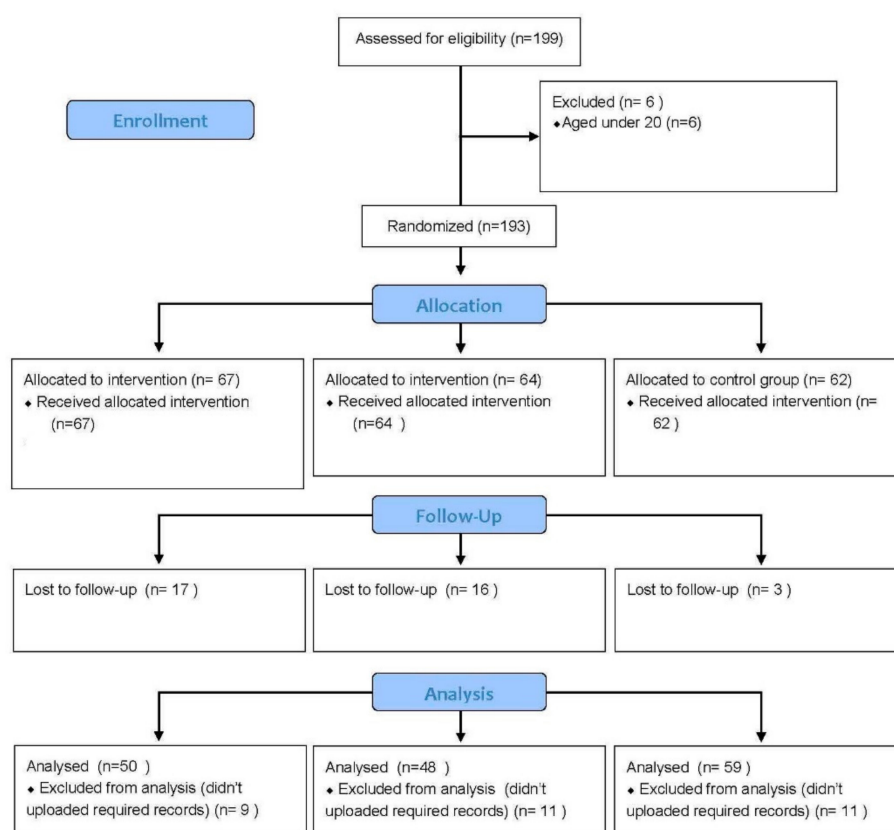 Assessed for eligibility (n=199)
Enrollment
Excluded (n= 6 )
◆Aged under 20 (n=6)
Randomized (n=193)
Allocation
Allocated to intervention (n= 67)
◆ Received allocated intervention
(n=67)
Allocated to intervention (n= 64)
◆ Received allocated intervention
(n=64 )
Allocated to control group (n= 62)
◆ Received allocated intervention (n=
62 )
Follow-Up
Lost to follow-up (n= 17 )
Lost to follow-up (n= 16 )
Lost to follow-up (n= 3 )
Analysis
Analysed (n=50 )
◆ Excluded from analysis (didn't
uploaded required records) (n= 9 )
Analysed (n=48 )
◆ Excluded from analysis (didn't
uploaded required records) (n= 11 )
Analysed (n= 59 )
◆ Excluded from analysis (didn't
uploaded required records) (n= 11 )